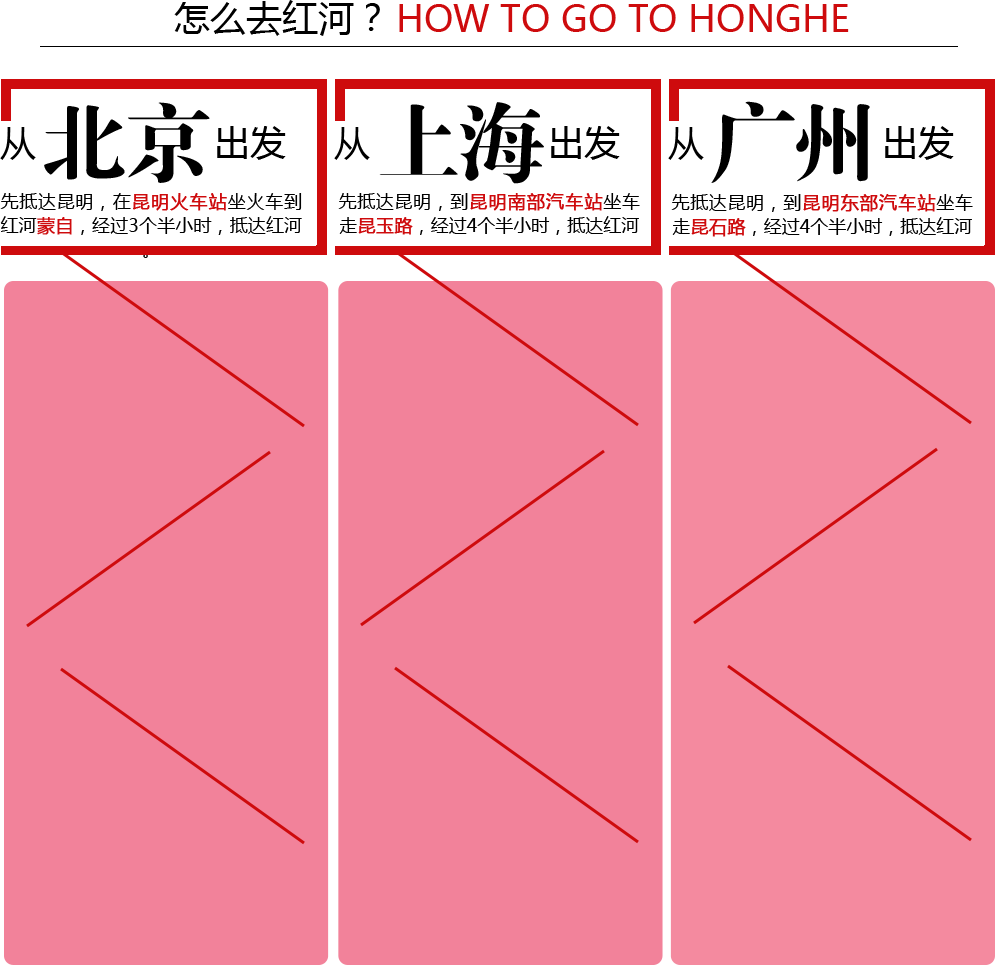 怎么去红河？HOW TO GO TO HONGHE
从北京出发
先抵达昆明，在昆明火车站坐火车到
红河蒙自，经过3个半小时，抵达红河
。
从上海出发
先抵达昆明，到昆明南部汽车站坐车
走昆玉路，经过4个半小时，抵达红河
从广州出发
先抵达昆明，到昆明东部汽车站坐车
走昆石路，经过4个半小时，抵达红河